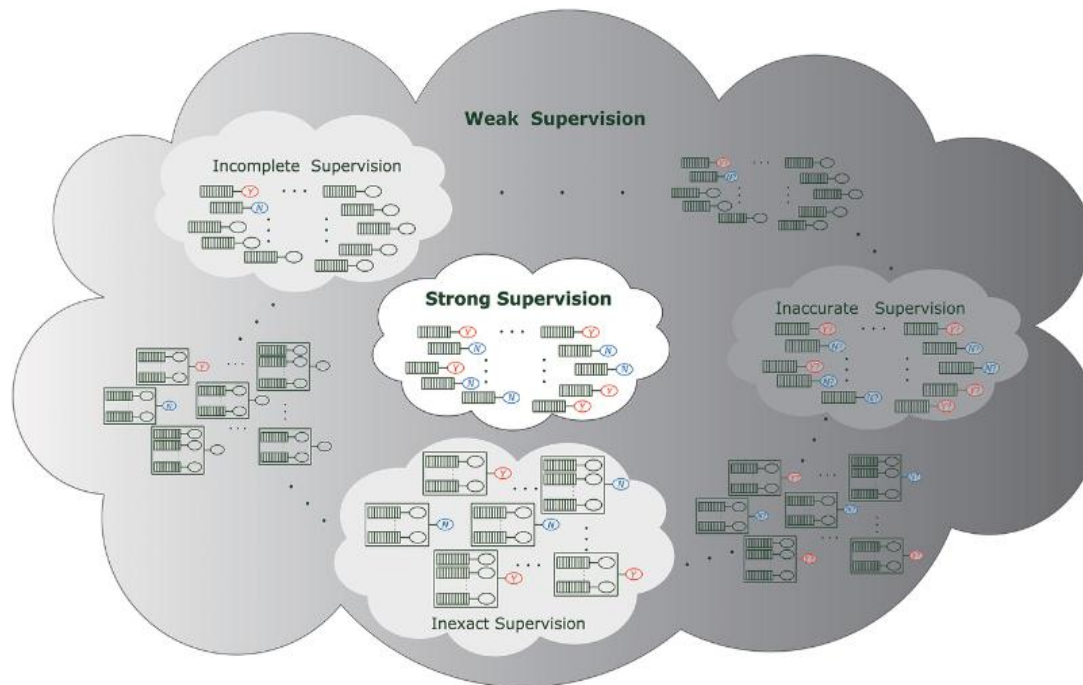 Weak Supervision
Incomplete Supervision
Y
N
Y?
N?
Strong Supervision
Y Y
N N
Y N
N Y
N Y
Inaccurate Supervision
Y? Y?
N? N?
Y? N?
N? Y?
N? Y?
Y
N
Y N
N N
Y Y
Inexact Supervision
Y? N?
N? N?
Y? Y?